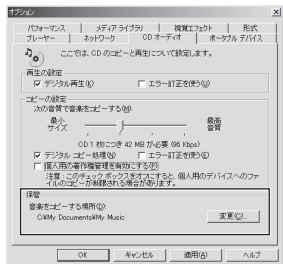 オプション
パフォーマンス メディア ライブラリ 視覚エフェクト 形式
プレーヤー ネットワーク CD オーディオ ポータブル デバイス
ここでは、CD のコピーと再生について設定します。
再生の設定
デジタル再生(K) エラー訂正を使う(U)
コピーの設定
次の音質で音楽をコピーする(M):
最小サイズ 最高音質
CD 1 枚につき 42 MB が必要 (96 Kbps)
デジタル コピー処理(N) エラー訂正を使う(E)
個人用の著作権管理を有効にする(P)
注意 : このチェック ボックスをオフにすると、個人用のデバイスへのファ
イルのコピーが制限される場合があります。
保管
音楽をコピーする場所(D):
C:¥My Documents¥My Music 変更(C)...
OK キャンセル 適用(A) ヘルプ